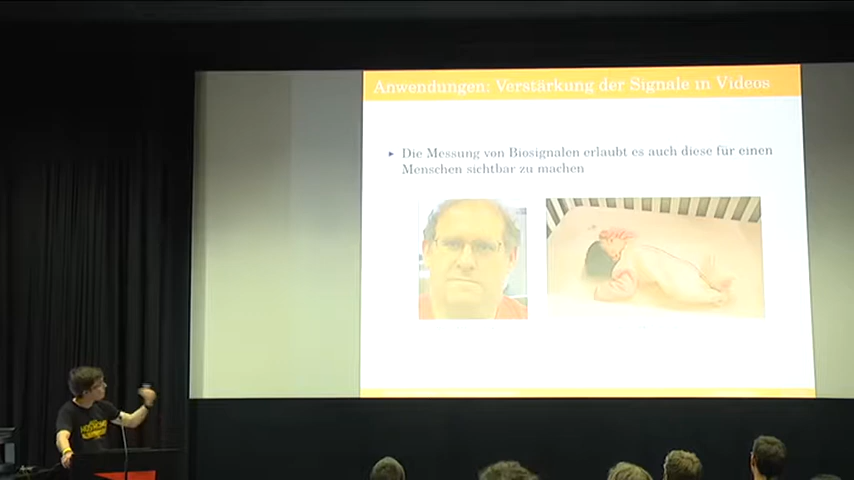 Anwendungen: Verstärkung der Signale in Videos
Die Messung von Biosignalen erlaubt es auch diese für einen
Menschen sichtbar zu machen